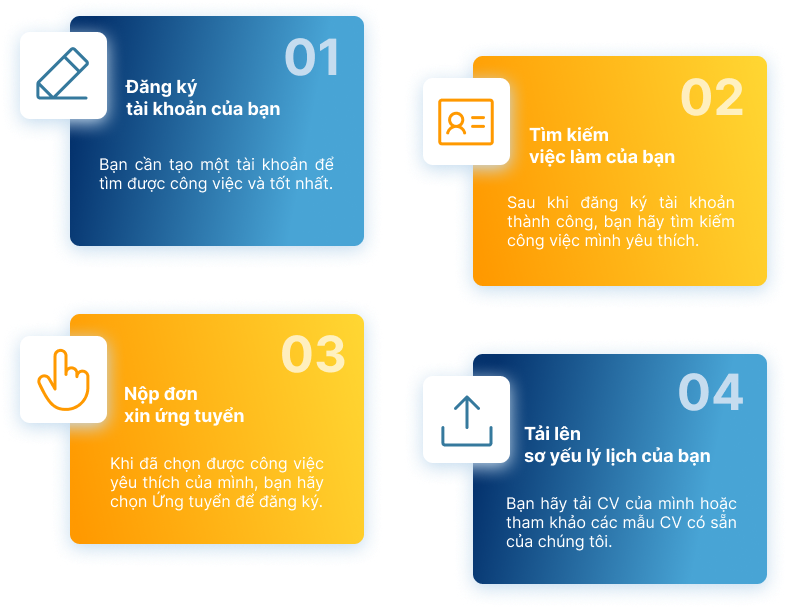 01
Đăng ký
tài khoản của bạn
Bạn cần tạo một tài khoản để
tìm được công việc và tốt nhất.
02
Tìm kiếm
việc làm của bạn
Sau khi đăng ký tài khoản
thành công, bạn hãy tìm kiếm
công việc mình yêu thích.
03
Nộp đơn
xin ứng tuyển
Khi đã chọn được công việc
yêu thích của mình, bạn hãy
chọn Ứng tuyển để đăng ký.
04
Tải lên
sơ yếu lý lịch của bạn
Bạn hãy tải CV của mình hoặc
tham khảo các mẫu CV có sẵn
của chúng tôi.